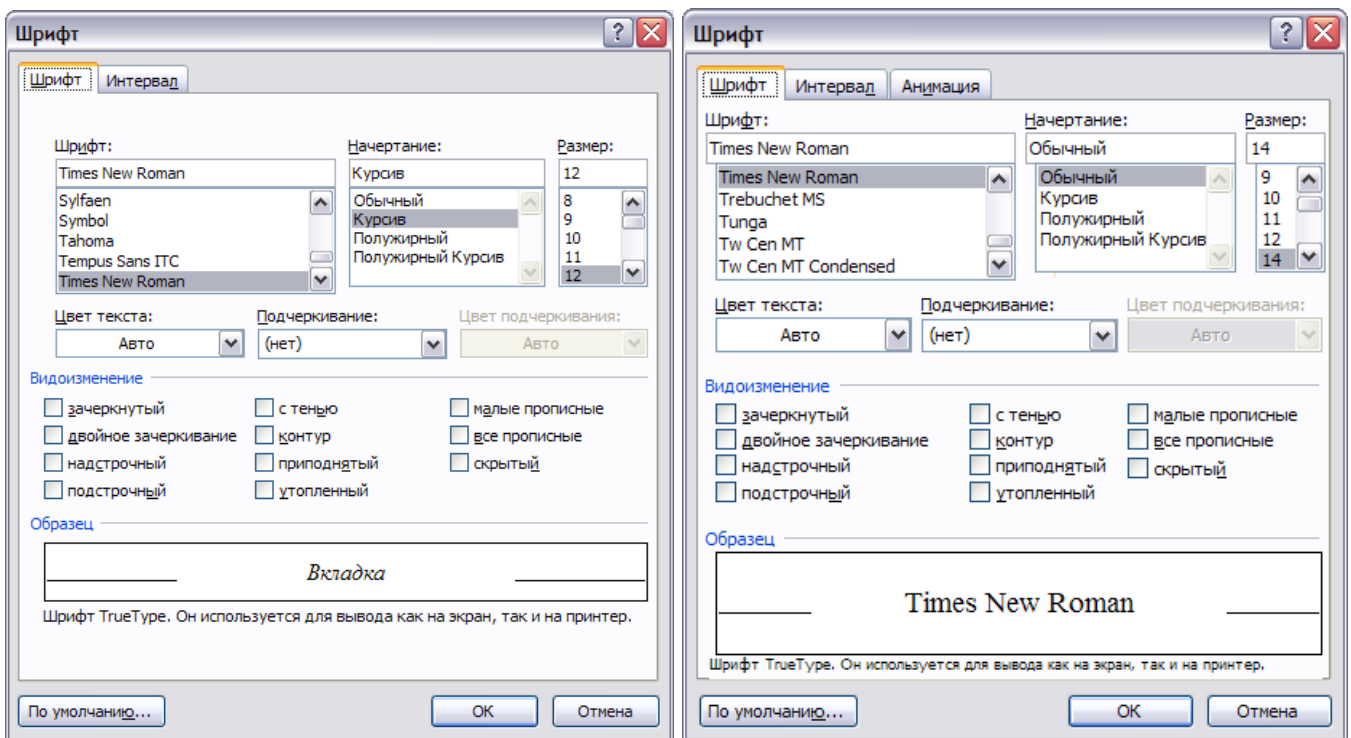 Шрифт
Шрифт Интервал
Шрифт: Начертание: Размер:
Times New Roman Курсив 12
Sylfaen Обычный 8
Symbol Курсив 9
Tahoma Полужирный 10
Tempus Sans ITC Полужирный Курсив 11
Times New Roman 12
Цвет текста: Подчеркивание: Цвет подчеркивания:
Авто (нет) Авто
Видоизменение
зачеркнутый с тенью малые прописные
двойное зачеркивание контур все прописные
надстрочный приподнятый скрытый
подстрочный утопленный
Образец
Вкладка
Шрифт TrueType. Он используется для вывода как на экран, так и на принтер.
По умолчанию... ОК Отмена
Шрифт
Шрифт Интервал Анимация
Шрифт: Начертание: Размер:
Times New Roman Обычный 14
Times New Roman Обычный 9
Trebuchet MS Курсив 10
Tunga Полужирный 11
Tw Cen MT Полужирный Курсив 12
Tw Cen MT Condensed 14
Цвет текста: Подчеркивание: Цвет подчеркивания:
Авто (нет) Авто
Видоизменение
зачеркнутый с тенью малые прописные
двойное зачеркивание контур все прописные
надстрочный приподнятый скрытый
подстрочный утопленный
Образец
Times New Roman
Шрифт TrueType. Он используется для вывода как на экран, так и на принтер.
По умолчанию... ОК Отмена